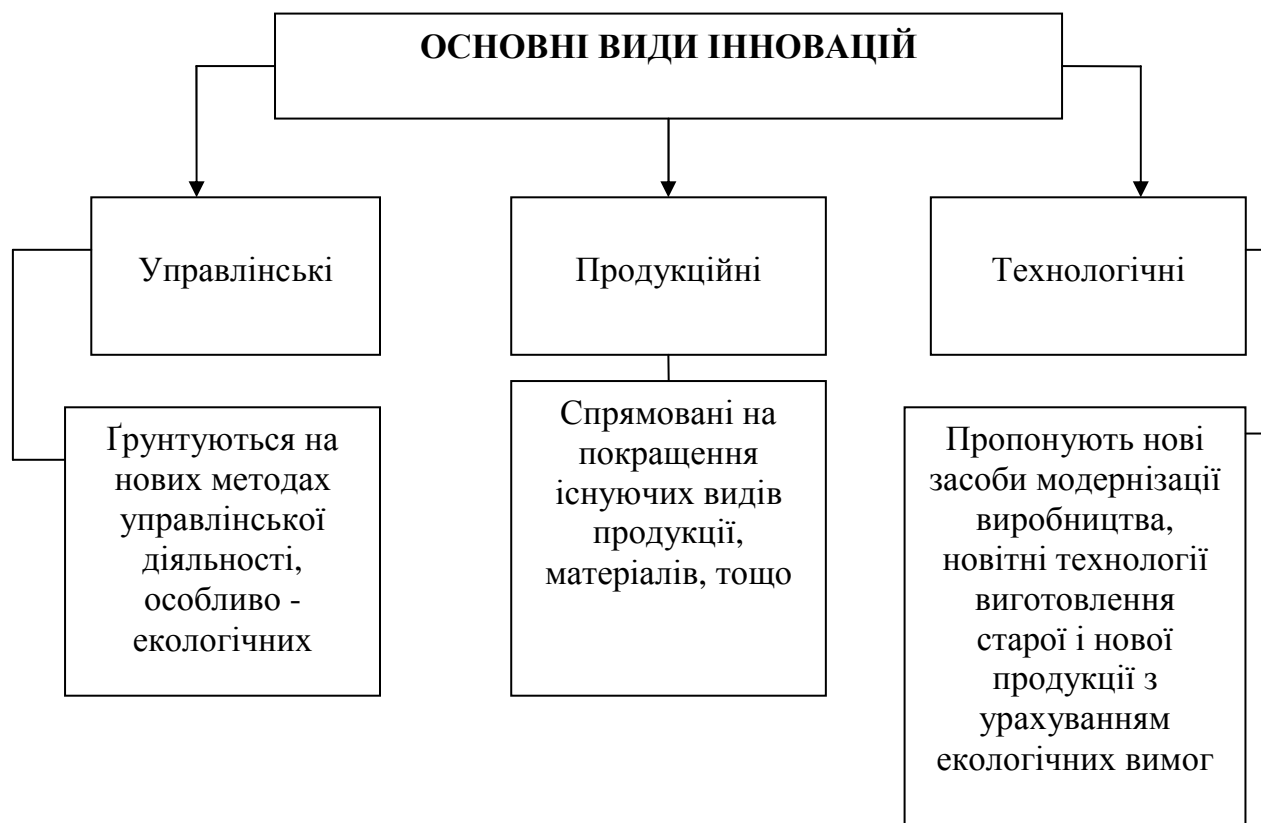 ОСНОВНІ ВИДИ ІННОВАЦІЙ
Управлінські
Продукційні
Технологічні
Ґрунтуються на
нових методах
управлінської
діяльності,
особливо -
екологічних
Спрямовані на
покращення
існуючих видів
продукції,
матеріалів, тощо
Пропонують нові
засоби модернізації
виробництва,
новітні технології
виготовлення
старої і нової
продукції з
урахуванням
екологічних вимог